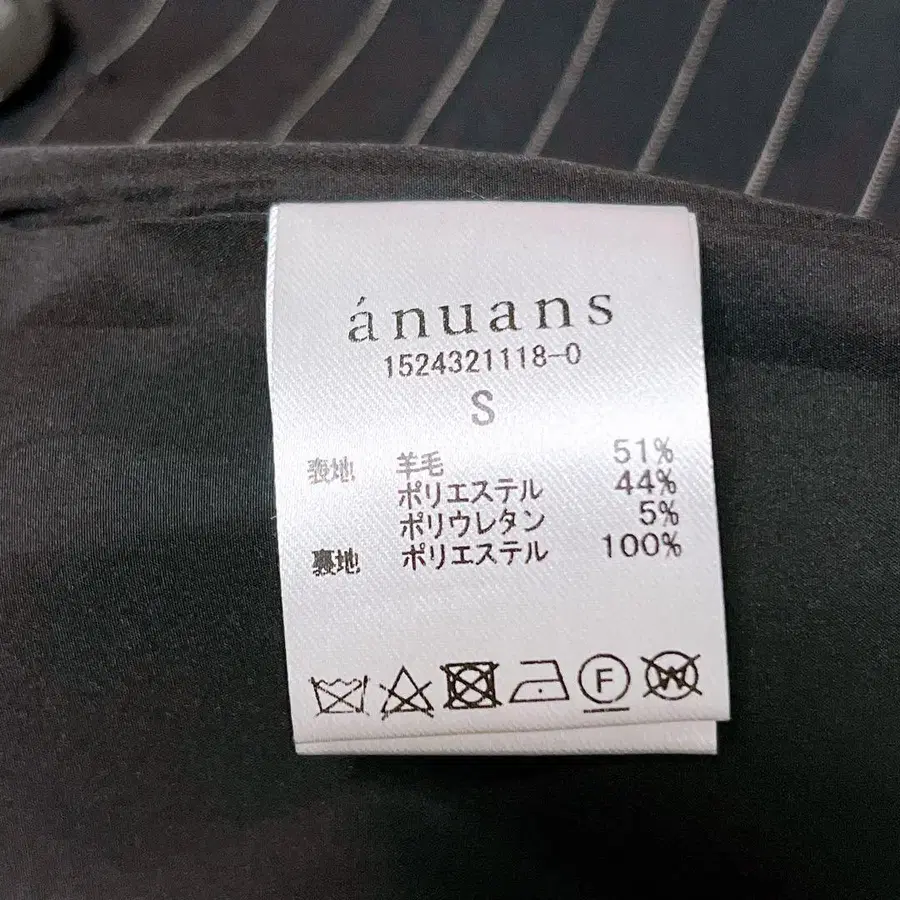 ánuans
1524321118-0
S
表地 羊毛 51%
ポリエステル 44%
ポリウレタン 5%
裏地 ポリエステル 100%
F
W